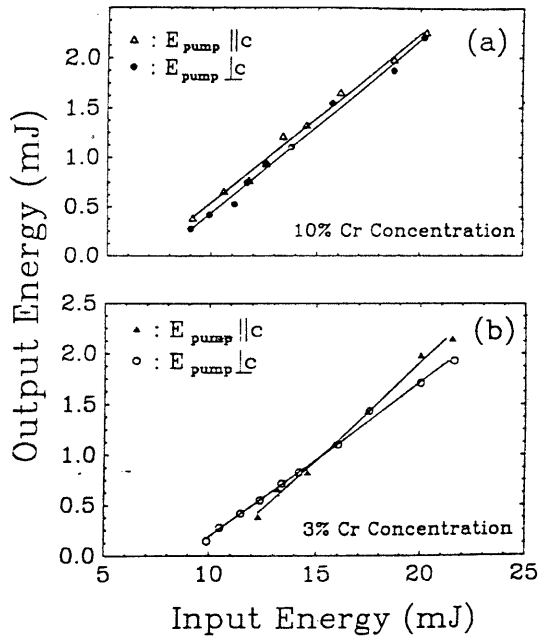 (a)
△ : E pump ||c
● : E pump ⊥c
2.0
1.5
1.0
0.5
0.0
10% Cr Concentration
Output Energy (mJ)
(b)
▲ : E pump ||c
○ : E pump ⊥c
2.5
2.0
1.5
1.0
0.5
0.0
3% Cr Concentration
5 10 15 20 25
Input Energy (mJ)